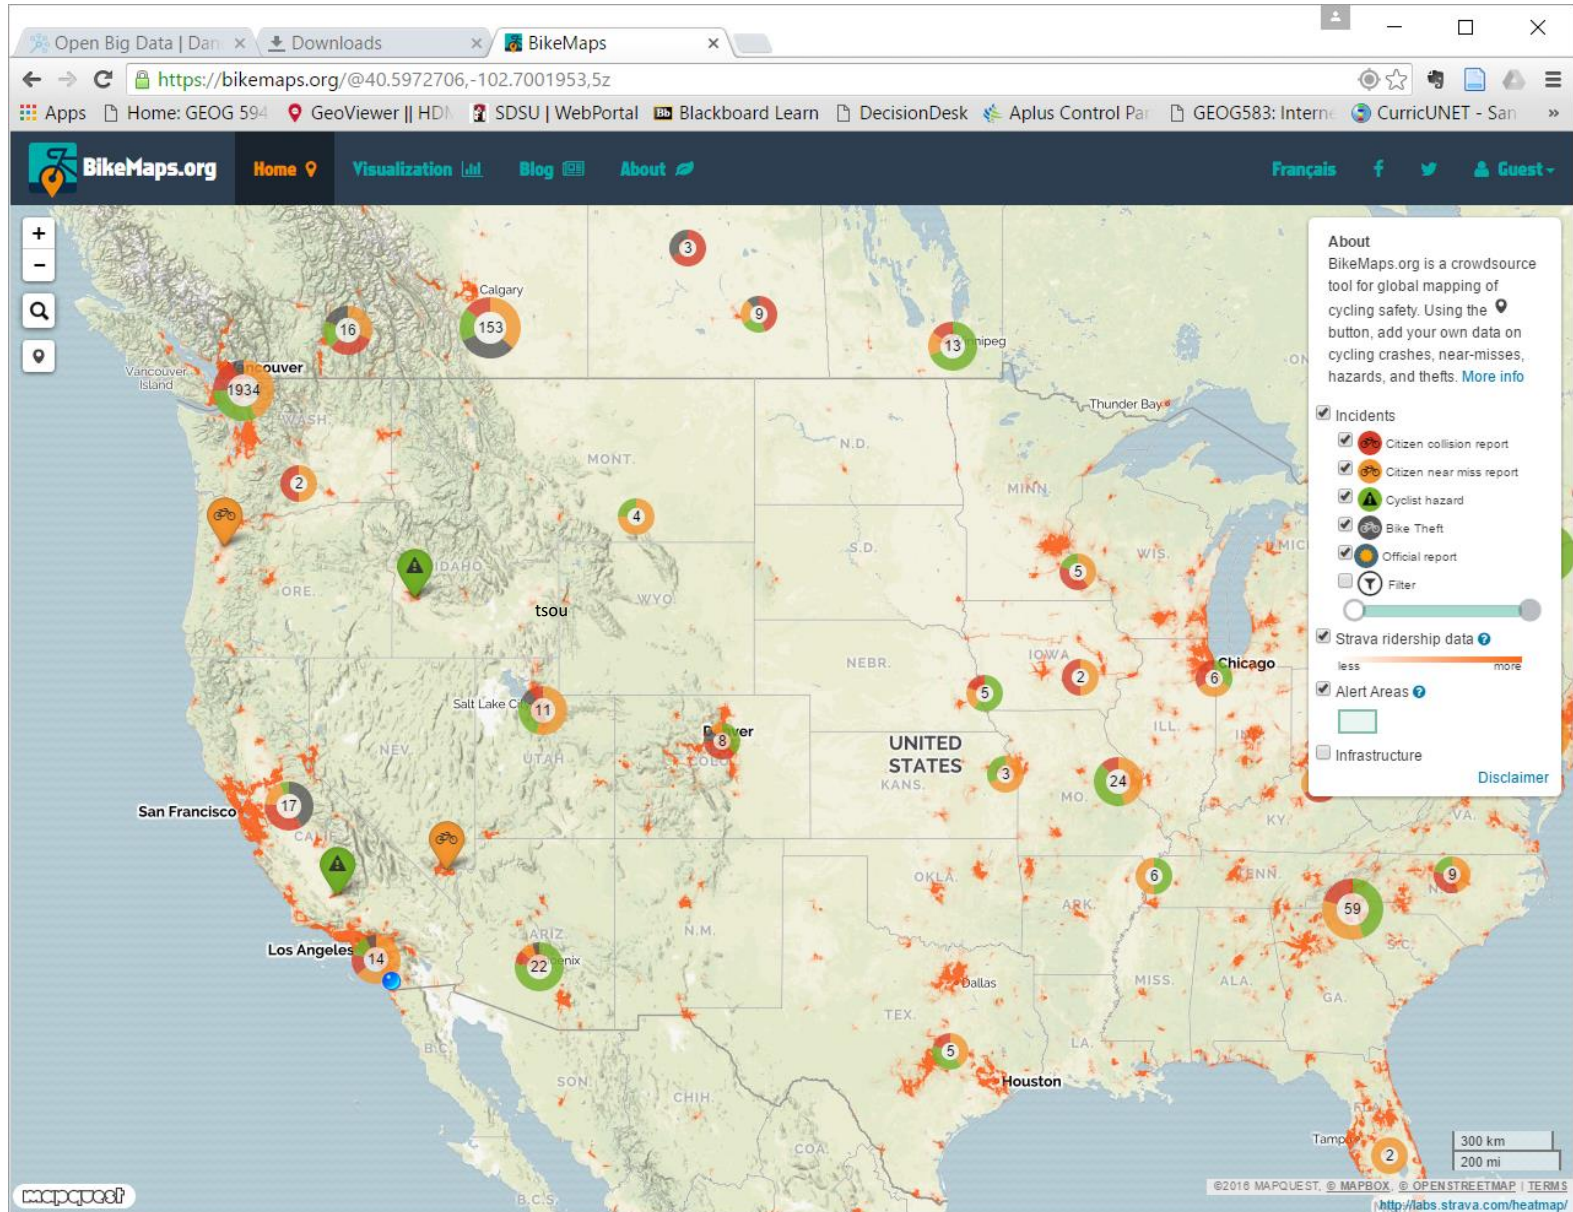 Open Big Data | Dan
Downloads
BikeMaps
https://bikemaps.org/@40.5972706,-102.7001953,5z
Apps
Home: GEOG 594
GeoViewer || HDM
SDSU | WebPortal
Bb Blackboard Learn
DecisionDesk
Aplus Control Par
GEOG583: Interne
CurricUNET - San
»
BikeMaps.org
Home
Visualization
Blog
About
Français
Guest
+
−
About
BikeMaps.org is a crowdsource
tool for global mapping of
cycling safety. Using the
button, add your own data on
cycling crashes, near-misses,
hazards, and thefts. More info
Incidents
Citizen collision report
Citizen near miss report
Cyclist hazard
Bike Theft
Official report
Filter
Strava ridership data
less more
Alert Areas
Infrastructure
Disclaimer
3
Calgary
16
153
9
13
nnipeg
Vancouver
Island
ncouver
1934
WASH.
Thunder Bay
N.D.
MONT.
MINN.
2
4
S.D.
WIS.
MIC
5
IDAHO
ORE.
WYO.
tsou
NEBR.
IOWA
Chicago
2
6
5
Salt Lake C
11
D ver
8
COLO
UNITED
STATES
NEV.
UTAH
KANS.
3
24
MO.
ILL.
IN
San Francisco
17
CALIF.
KY.
VA.
OKLA.
6
TENN.
9
N.
ARK.
59
S.C.
Los Angeles
14
ARIZ.
22
oenix
N.M.
Dallas
MISS.
ALA.
GA.
TEX.
LA.
5
Houston
B.C.
SON.
CHIH.
COA.
FLA.
Tampa
2
300 km
200 mi
B.C.S.
mapquest
©2016 MAPQUEST, © MAPBOX, © OPENSTREETMAP | TERMS
http://labs.strava.com/heatmap/